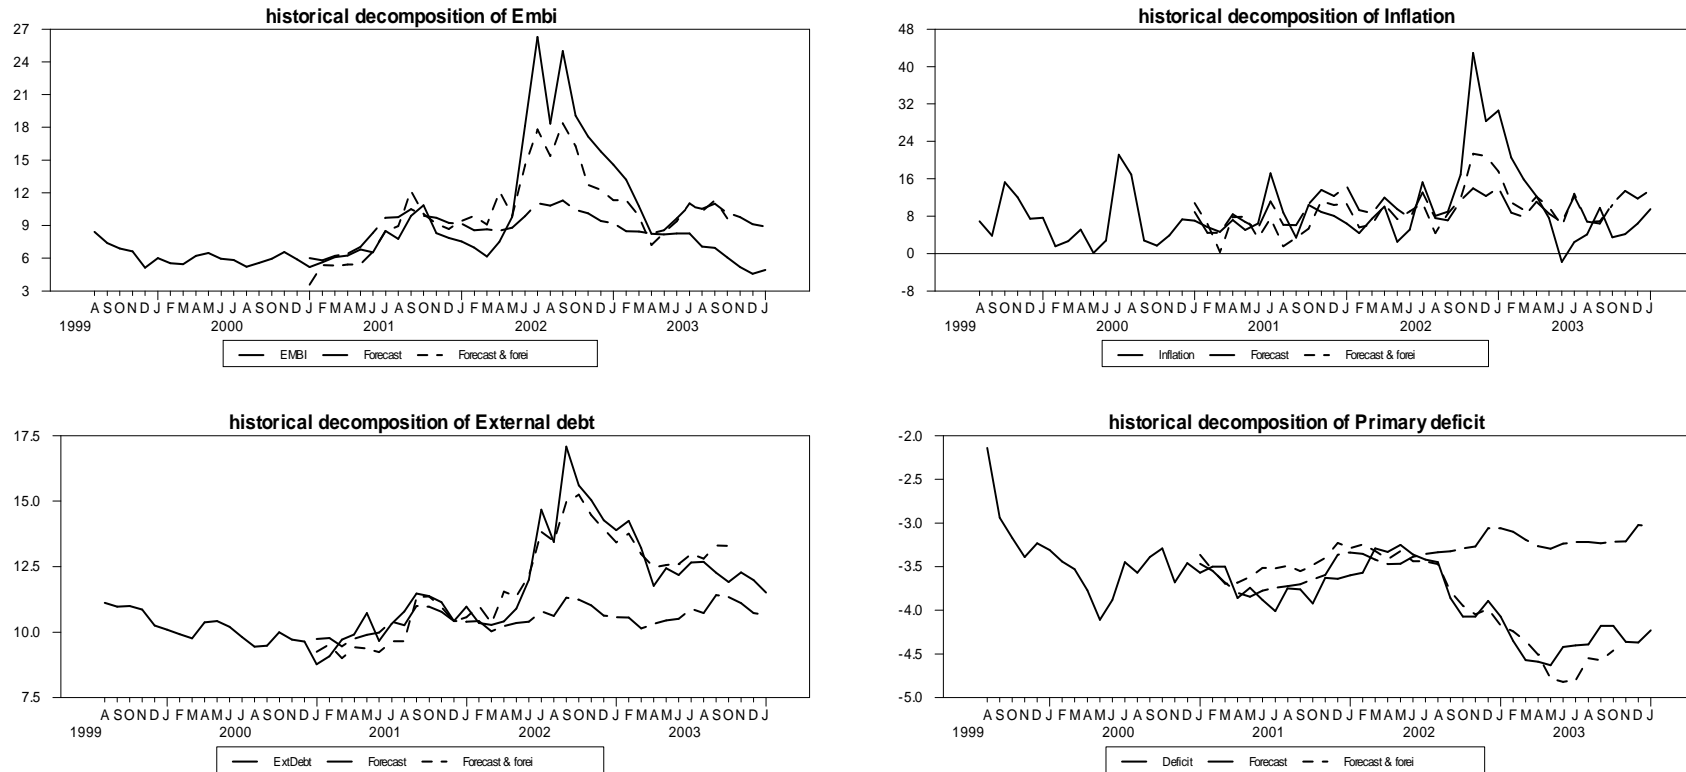 historical decomposition of Embi
27
24
21
18
15
12
9
6
3
A S O N D J F M A M J J A S O N D J F M A M J J A S O N D J F M A M J J A S O N D J F M A M J J A S O N D J
1999 2000 2001 2002 2003
EMBI Forecast Forecast & forei
historical decomposition of Inflation
48
40
32
24
16
8
0
-8
A S O N D J F M A M J J A S O N D J F M A M J J A S O N D J F M A M J J A S O N D J F M A M J J A S O N D J
1999 2000 2001 2002 2003
Inflation Forecast Forecast & forei
historical decomposition of External debt
17.5
15.0
12.5
10.0
7.5
A S O N D J F M A M J J A S O N D J F M A M J J A S O N D J F M A M J J A S O N D J F M A M J J A S O N D J
1999 2000 2001 2002 2003
ExtDebt Forecast Forecast & forei
historical decomposition of Primary deficit
-2.0
-2.5
-3.0
-3.5
-4.0
-4.5
-5.0
A S O N D J F M A M J J A S O N D J F M A M J J A S O N D J F M A M J J A S O N D J F M A M J J A S O N D J
1999 2000 2001 2002 2003
Deficit Forecast Forecast & forei